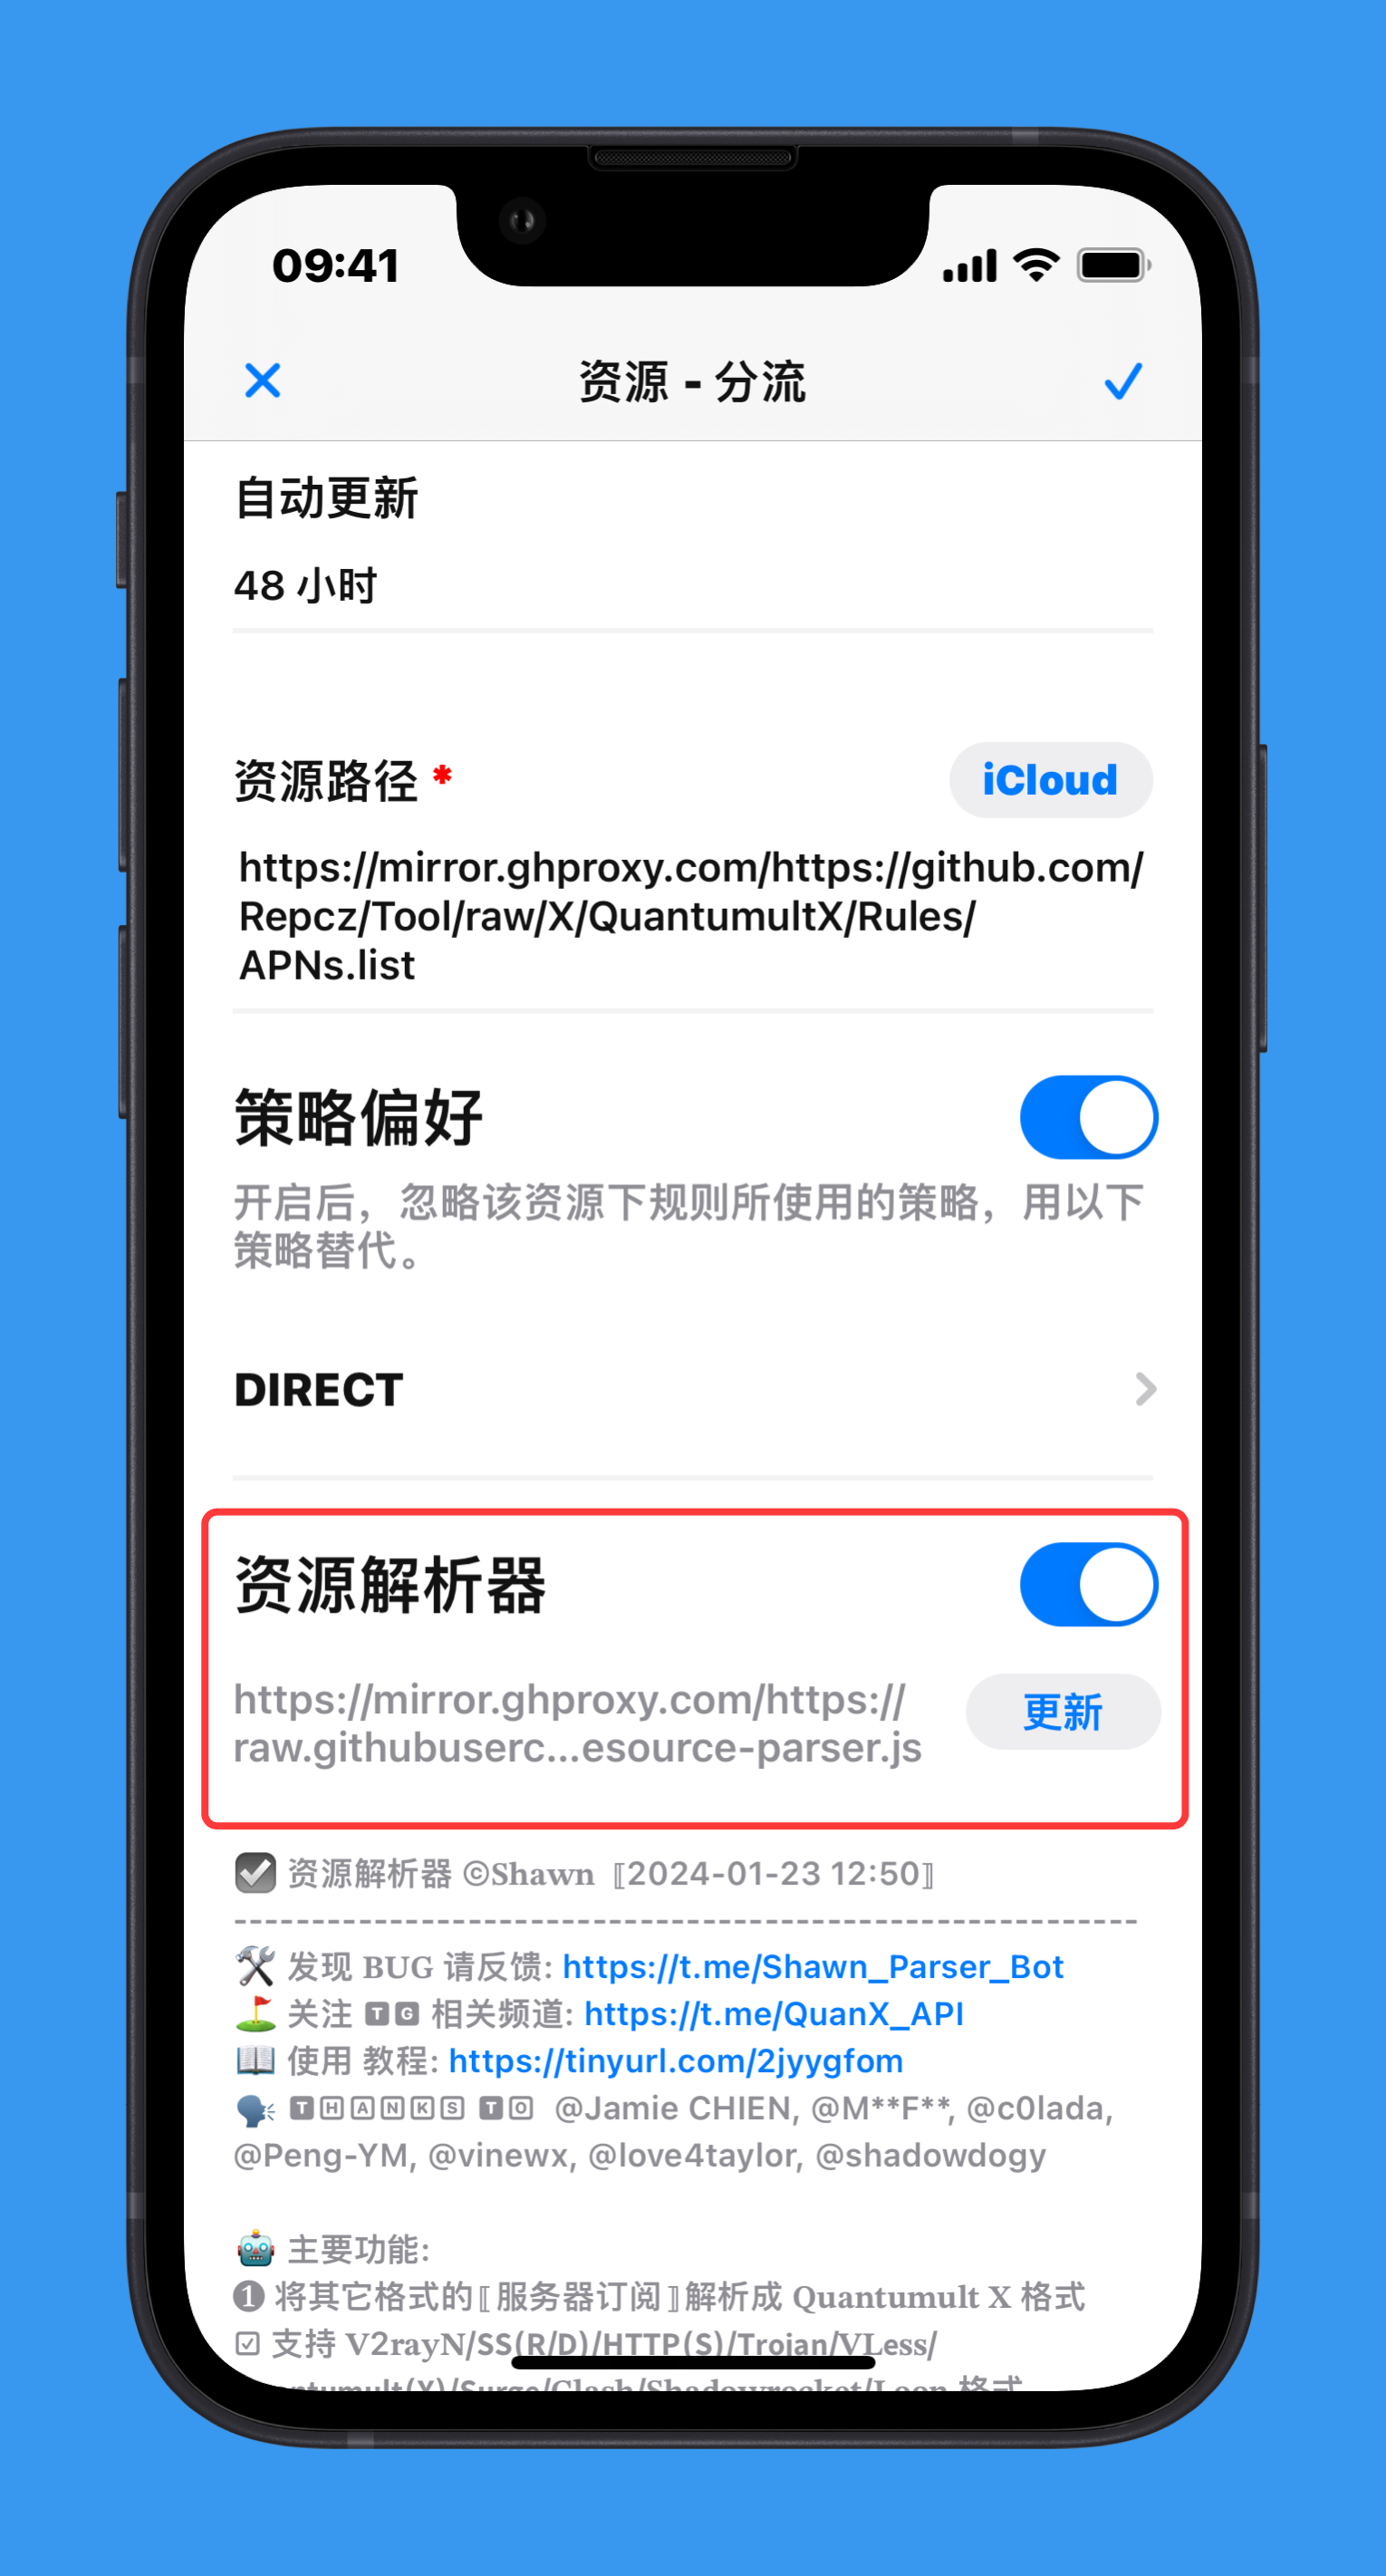 09:41
资源 - 分流
自动更新
48 小时
资源路径 *
iCloud
https://mirror.ghproxy.com/https://github.com/
Repcz/Tool/raw/X/QuantumultX/Rules/
APNs.list
策略偏好
开启后，忽略该资源下规则所使用的策略，用以下
策略替代。
DIRECT
资源解析器
https://mirror.ghproxy.com/https://
raw.githubuserc...esource-parser.js
更新
☑️ 资源解析器 ©Shawn ⟦2024-01-23 12:50⟧
----------------------------------------------------------
🛠 发现 BUG 请反馈: https://t.me/Shawn_Parser_Bot
⛳️ 关注 🆃🅶 相关频道: https://t.me/QuanX_API
📖 使用 教程: https://tinyurl.com/2jyygfom
🗣 🆃🄷🄰🄽🄺🅂 🆃🄾 @Jamie CHIEN, @M**F**, @c0lada,
@Peng-YM, @vinewx, @love4taylor, @shadowdogy
🤖 主要功能:
❶ 将其它格式的⟦服务器订阅⟧解析成 Quantumult X 格式
☑ 支持 V2rayN/SS(R/D)/HTTP(S)/Trojan/VLess/
ntumult(X)/Surge/Clash/Shadowrocket/Loon 格式